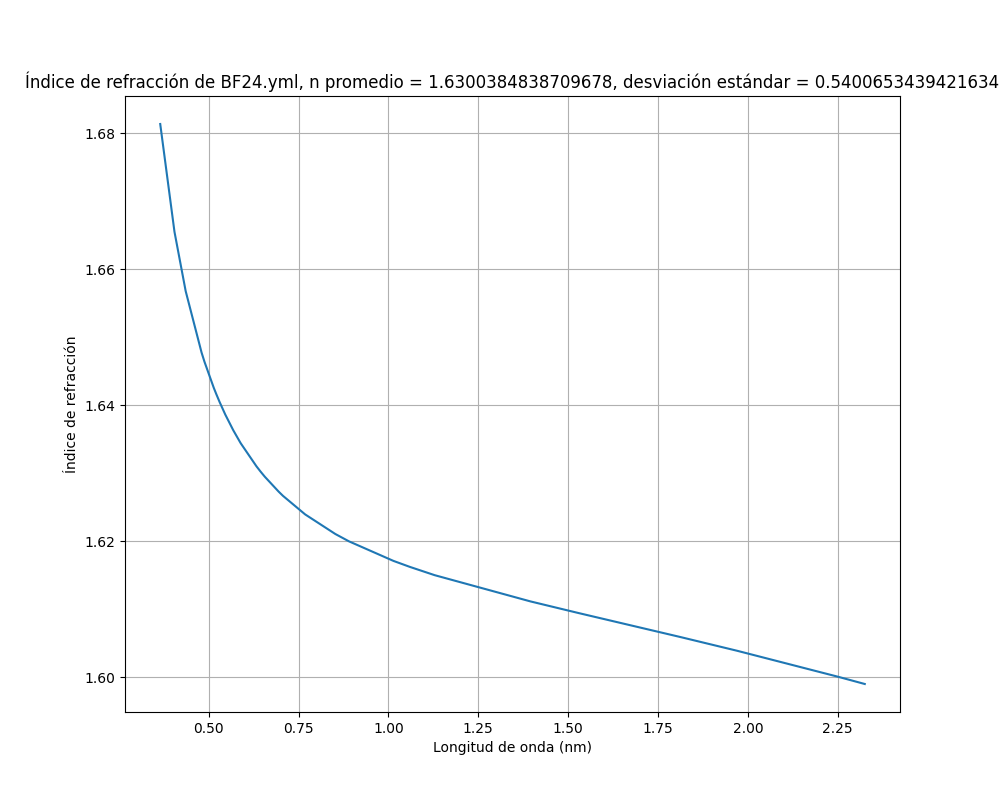 Índice de refracción de BF24.yml, n promedio = 1.6300384838709678, desviación estándar = 0.5400653439421634
1.68
1.66
1.64
1.62
1.60
Índice de refracción
0.50 0.75 1.00 1.25 1.50 1.75 2.00 2.25
Longitud de onda (nm)